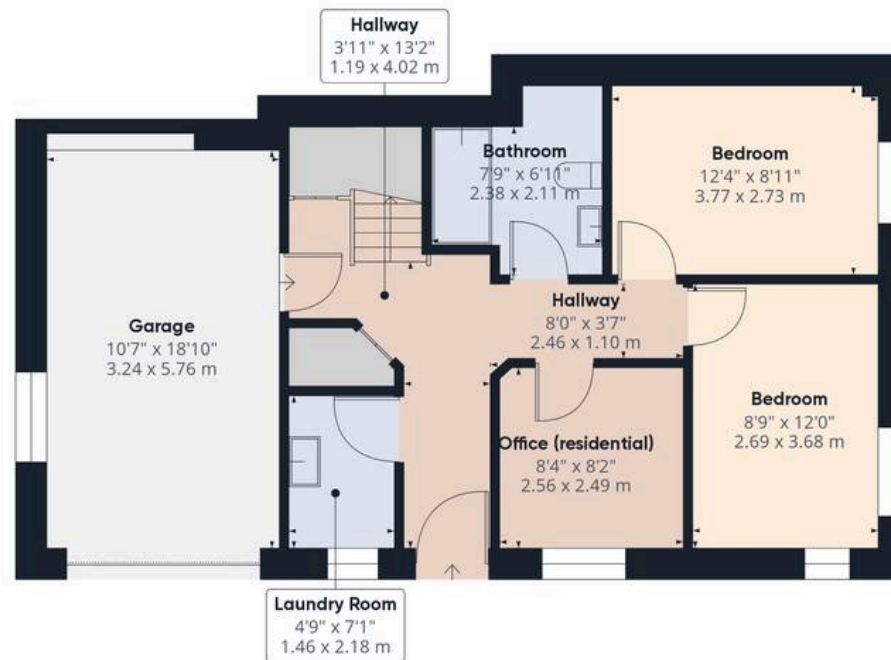 Hallway
3'11" x 13'2"
1.19 x 4.02 m
Bathroom
7'9" x 6'11"
2.38 x 2.11 m
Bedroom
12'4" x 8'11"
3.77 x 2.73 m
Garage
10'7" x 18'10"
3.24 x 5.76 m
Hallway
8'0" x 3'7"
2.46 x 1.10 m
Bedroom
8'9" x 12'0"
2.69 x 3.68 m
Office (residential)
8'4" x 8'2"
2.56 x 2.49 m
Laundry Room
4'9" x 7'1"
1.46 x 2.18 m